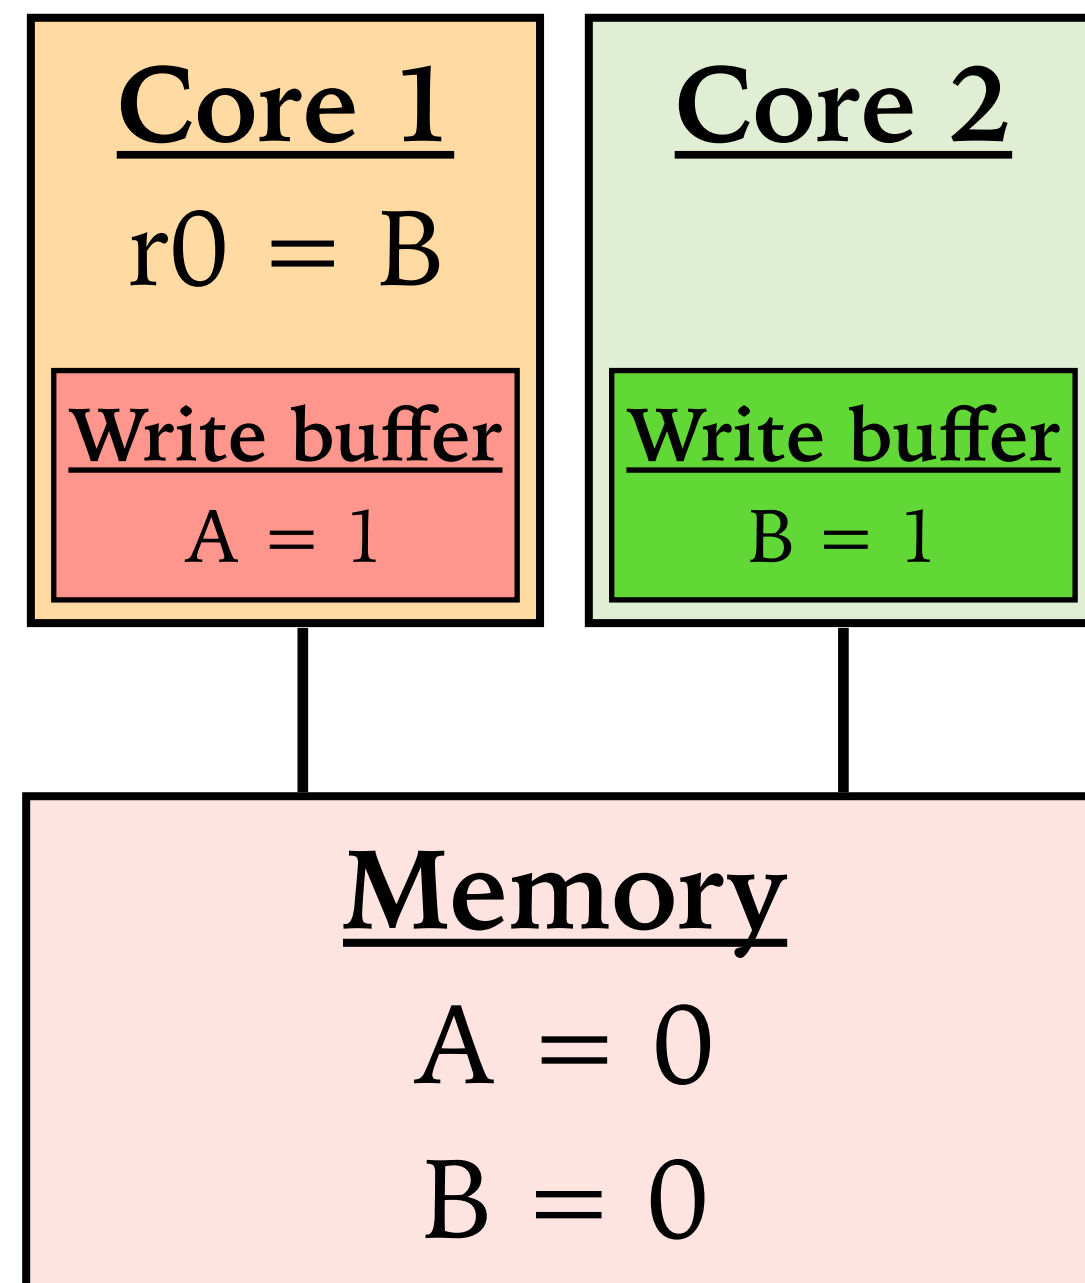 Core 1
r0 = B
Write buffer
A = 1
Core 2
Write buffer
B = 1
Memory
A = 0
B = 0